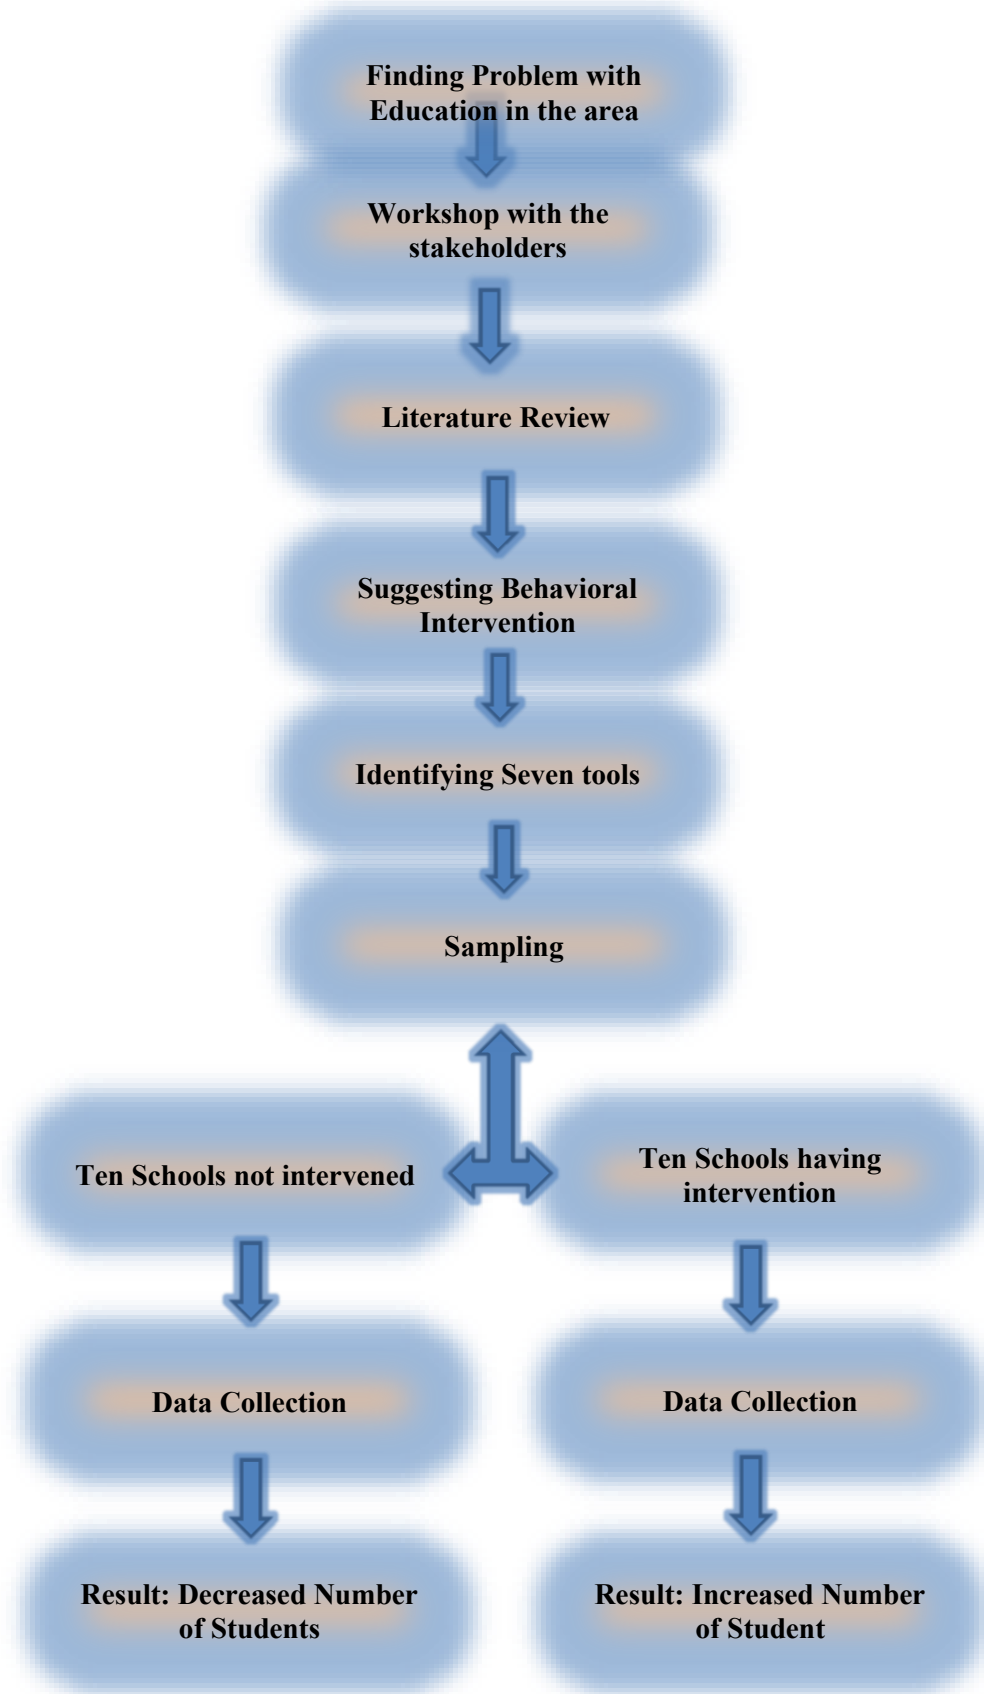 Finding Problem with
Education in the area
Workshop with the
stakeholders
Literature Review
Suggesting Behavioral
Intervention
Identifying Seven tools
Sampling
Ten Schools not intervened
Ten Schools having
intervention
Data Collection
Data Collection
Result: Decreased Number
of Students
Result: Increased Number
of Student